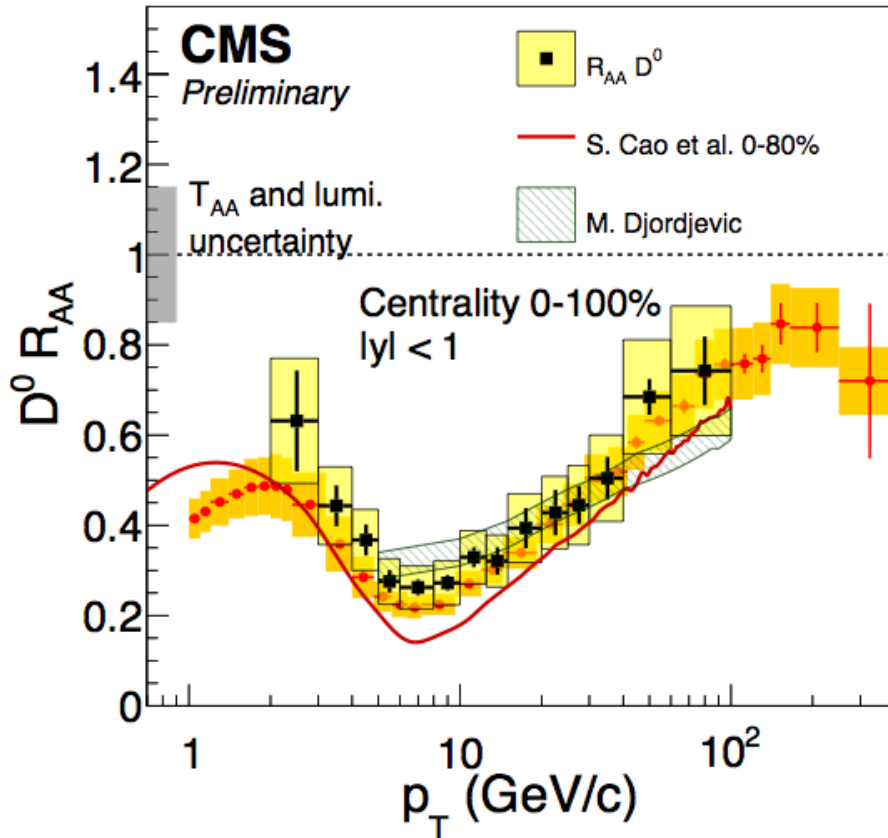 CMS
Preliminary
R_AA D^0
S. Cao et al. 0-80%
M. Djordjevic
T_AA and lumi.
uncertainty
Centrality 0-100%
|y| < 1
D^0 R_AA
1.4
1.2
1
0.8
0.6
0.4
0.2
0
1
10
10^2
p_T (GeV/c)